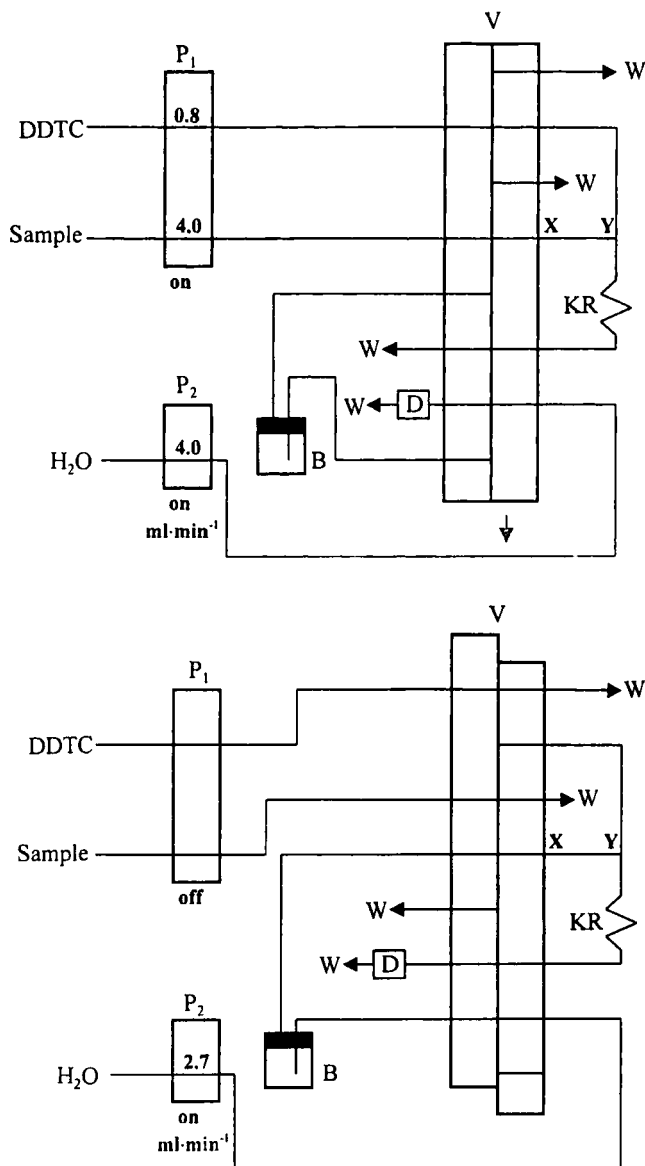 V
W
P₁
0.8
DDTC
W
Sample
4.0
X
Y
on
KR
W
P₂
W
D
H₂O
4.0
B
on
ml·min⁻¹
V
P₁
W
DDTC
W
Sample
X
Y
off
W
KR
W
D
P₂
2.7
H₂O
B
on
ml·min⁻¹